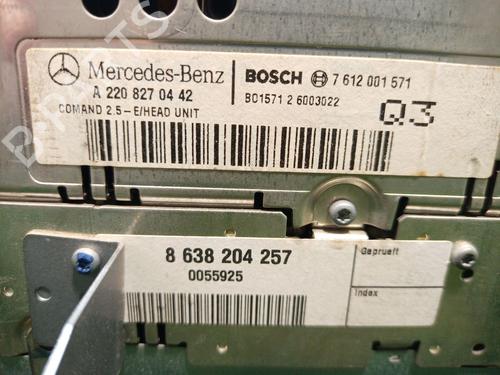 Mercedes-Benz
A 220 827 04 42
COMAND 2.5-E/HEAD UNIT
BOSCH 7 612 001 571
BO1571 2 6003022
Q3
8 638 204 257
0055925
Geprueft
Index